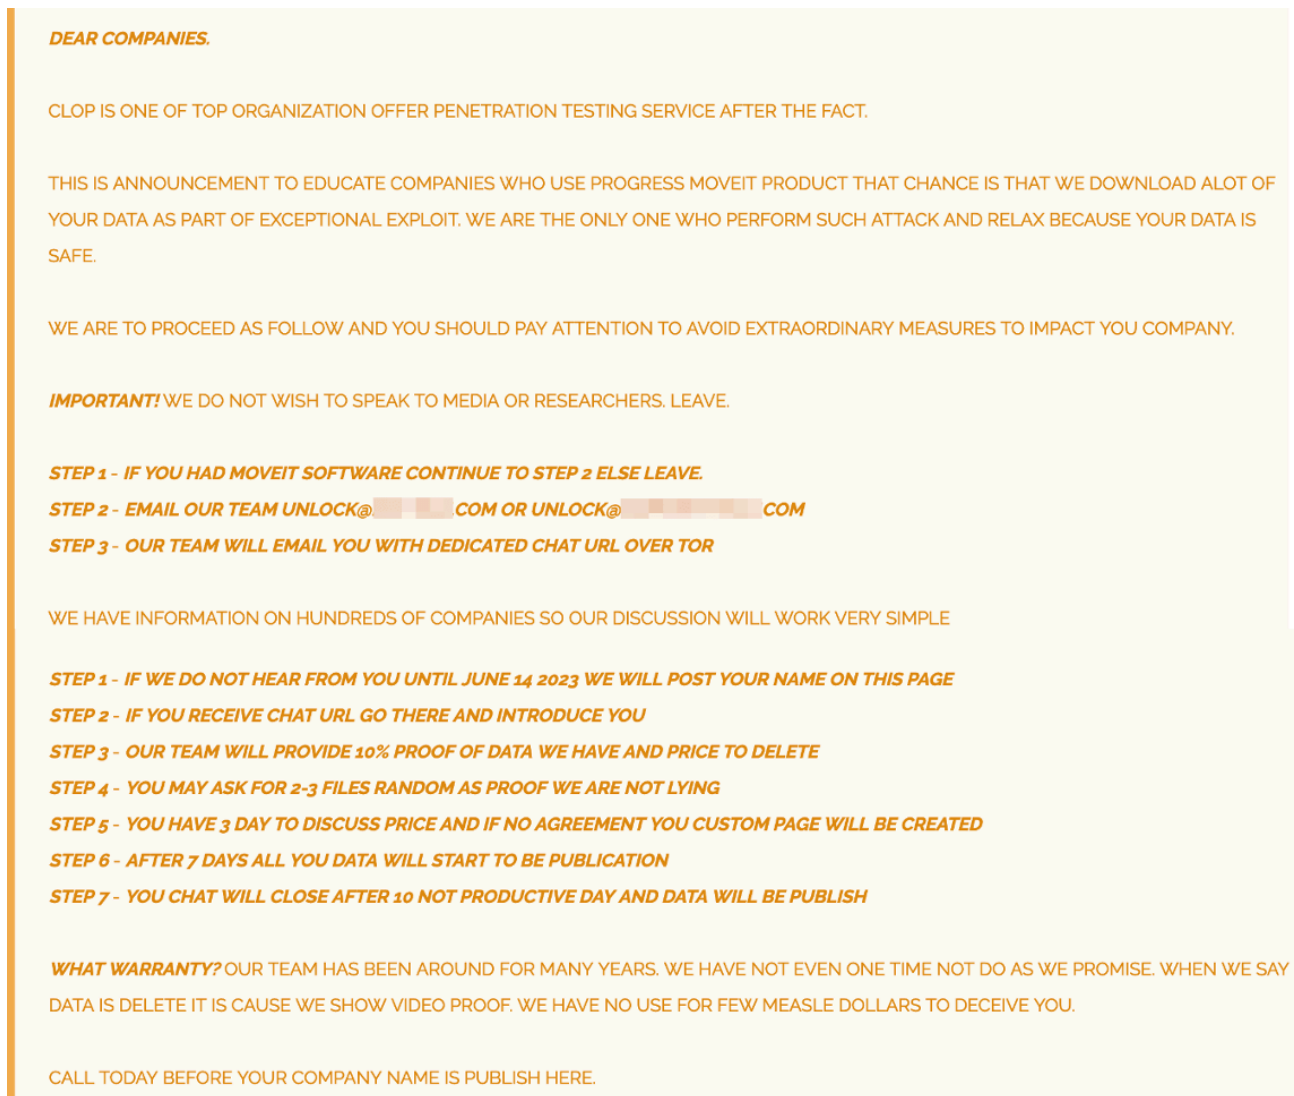 DEAR COMPANIES.
CLOP IS ONE OF TOP ORGANIZATION OFFER PENETRATION TESTING SERVICE AFTER THE FACT.
THIS IS ANNOUNCEMENT TO EDUCATE COMPANIES WHO USE PROGRESS MOVEIT PRODUCT THAT CHANCE IS THAT WE DOWNLOAD ALOT OF
YOUR DATA AS PART OF EXCEPTIONAL EXPLOIT. WE ARE THE ONLY ONE WHO PERFORM SUCH ATTACK AND RELAX BECAUSE YOUR DATA IS
SAFE.
WE ARE TO PROCEED AS FOLLOW AND YOU SHOULD PAY ATTENTION TO AVOID EXTRAORDINARY MEASURES TO IMPACT YOU COMPANY.
IMPORTANT! WE DO NOT WISH TO SPEAK TO MEDIA OR RESEARCHERS. LEAVE.
STEP 1 - IF YOU HAD MOVEIT SOFTWARE CONTINUE TO STEP 2 ELSE LEAVE.
STEP 2 - EMAIL OUR TEAM UNLOCK@ .COM OR UNLOCK@ COM
STEP 3 - OUR TEAM WILL EMAIL YOU WITH DEDICATED CHAT URL OVER TOR
WE HAVE INFORMATION ON HUNDREDS OF COMPANIES SO OUR DISCUSSION WILL WORK VERY SIMPLE
STEP 1 - IF WE DO NOT HEAR FROM YOU UNTIL JUNE 14 2023 WE WILL POST YOUR NAME ON THIS PAGE
STEP 2 - IF YOU RECEIVE CHAT URL GO THERE AND INTRODUCE YOU
STEP 3 - OUR TEAM WILL PROVIDE 10% PROOF OF DATA WE HAVE AND PRICE TO DELETE
STEP 4 - YOU MAY ASK FOR 2-3 FILES RANDOM AS PROOF WE ARE NOT LYING
STEP 5 - YOU HAVE 3 DAY TO DISCUSS PRICE AND IF NO AGREEMENT YOU CUSTOM PAGE WILL BE CREATED
STEP 6 - AFTER 7 DAYS ALL YOU DATA WILL START TO BE PUBLICATION
STEP 7 - YOU CHAT WILL CLOSE AFTER 10 NOT PRODUCTIVE DAY AND DATA WILL BE PUBLISH
WHAT WARRANTY? OUR TEAM HAS BEEN AROUND FOR MANY YEARS. WE HAVE NOT EVEN ONE TIME NOT DO AS WE PROMISE. WHEN WE SAY
DATA IS DELETE IT IS CAUSE WE SHOW VIDEO PROOF. WE HAVE NO USE FOR FEW MEASLE DOLLARS TO DECEIVE YOU.
CALL TODAY BEFORE YOUR COMPANY NAME IS PUBLISH HERE.